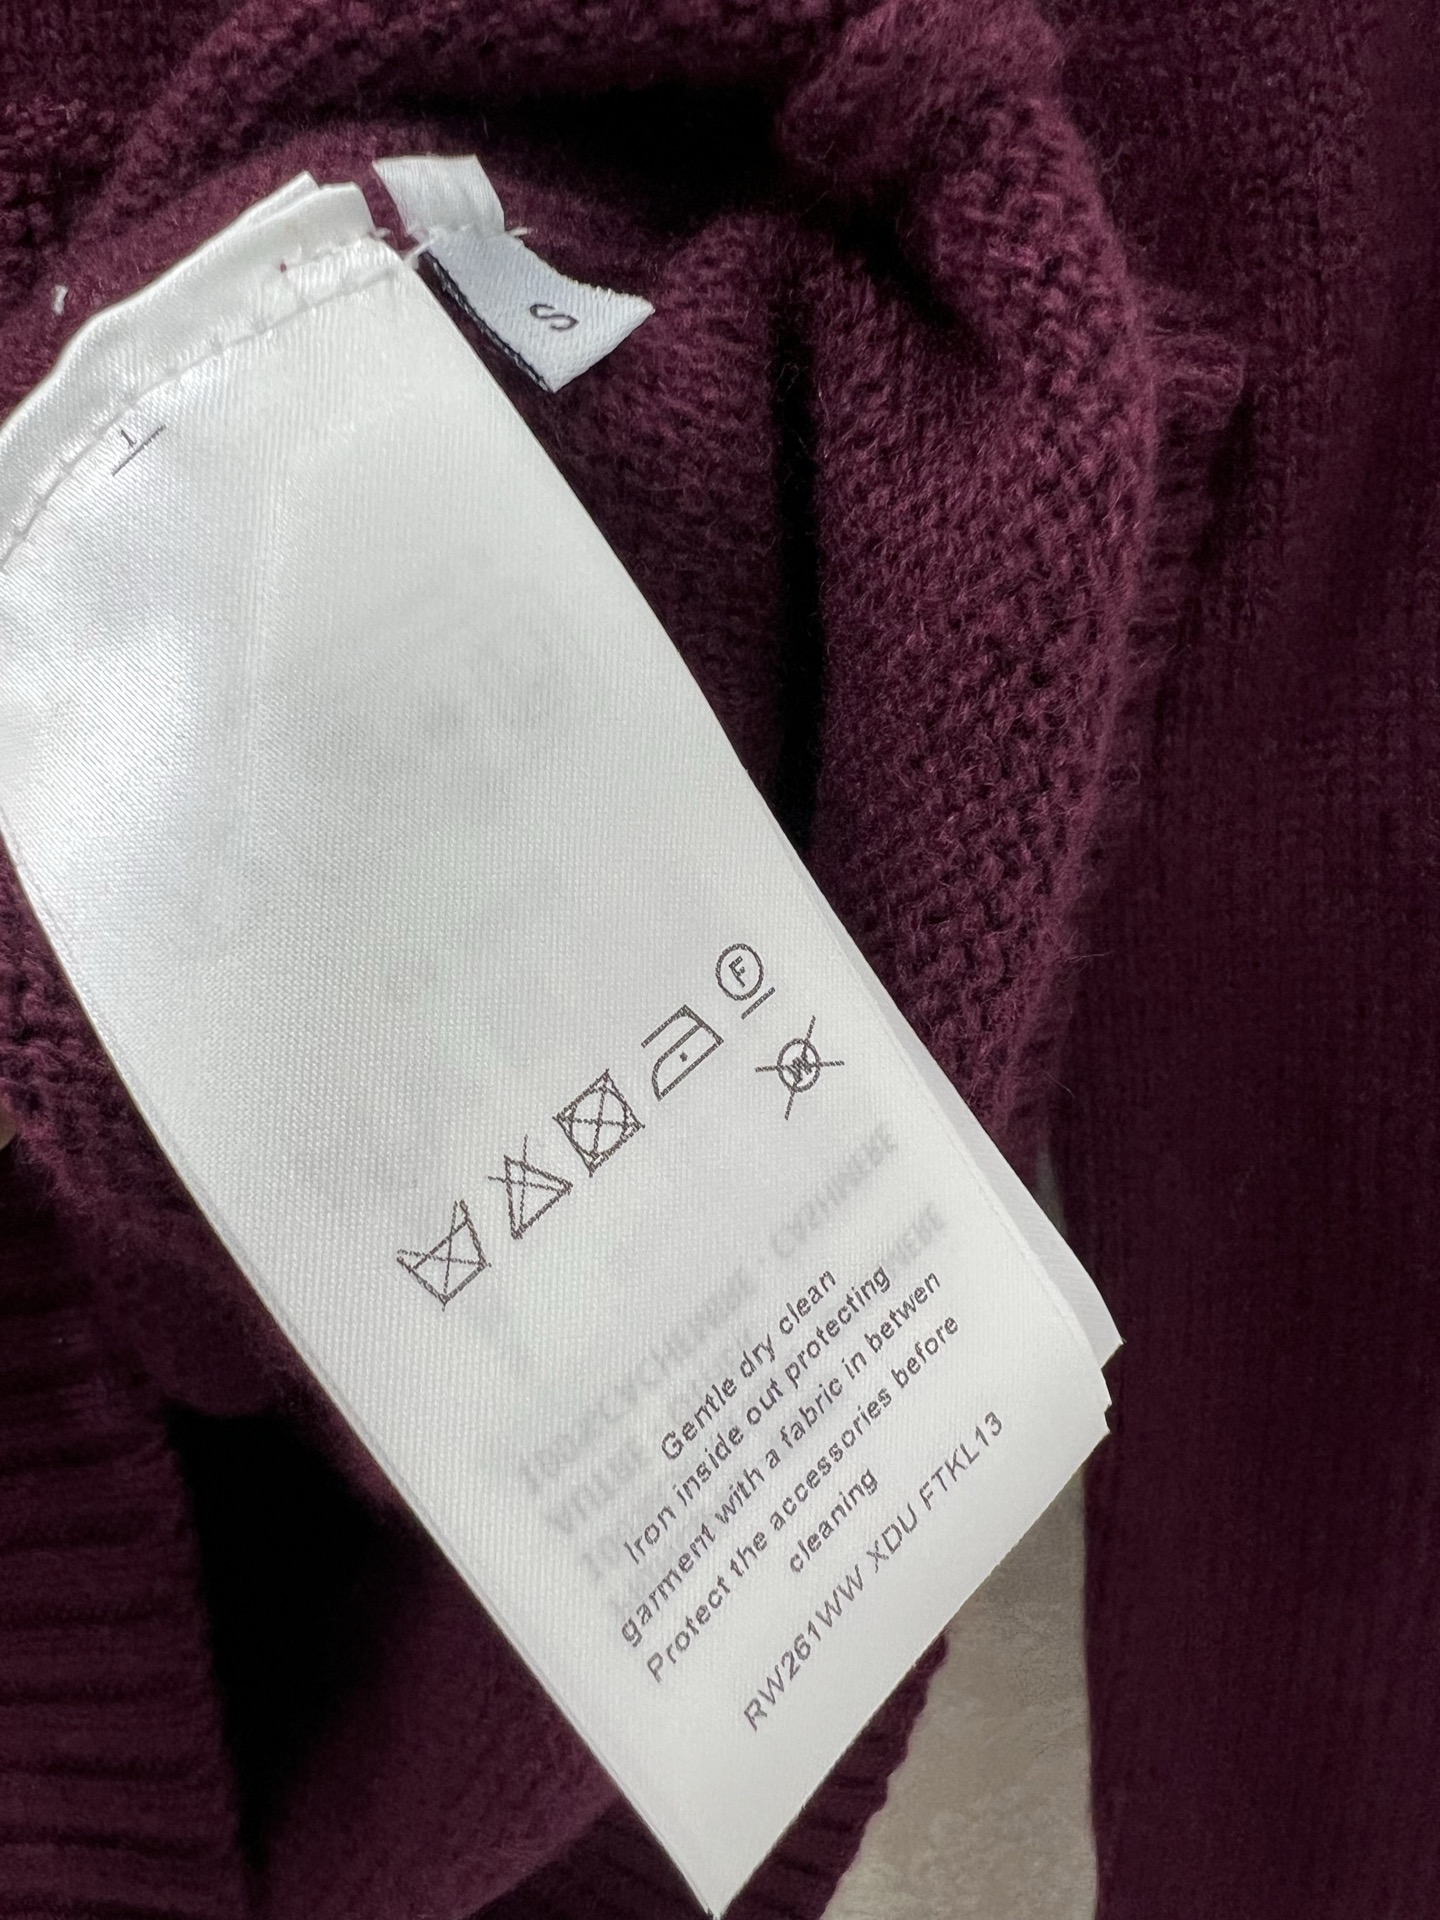 S
1
F
W
Gentle dry clean
Iron inside out protecting
garment with a fabric in betwen
Protect the accessories before
cleaning
RW261WW XDU FTKL13